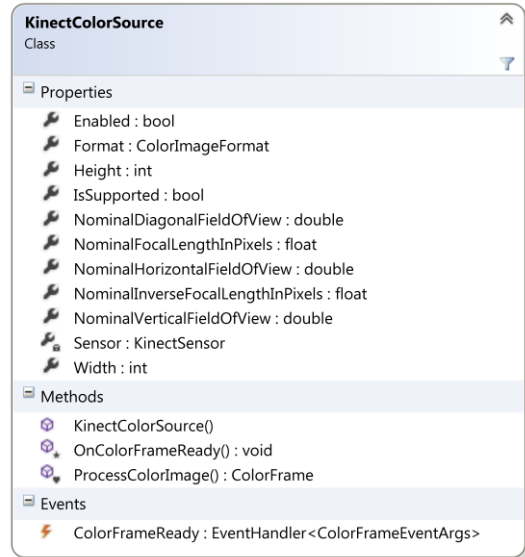 KinectColorSource
Class
Properties
Enabled : bool
Format : ColorImageFormat
Height : int
IsSupported : bool
NominalDiagonalFieldOfView : double
NominalFocalLengthInPixels : float
NominalHorizontalFieldOfView : double
NominalInverseFocalLengthInPixels : float
NominalVerticalFieldOfView : double
Sensor : KinectSensor
Width : int
Methods
KinectColorSource()
OnColorFrameReady() : void
ProcessColorImage() : ColorFrame
Events
ColorFrameReady : EventHandler<ColorFrameEventArgs>